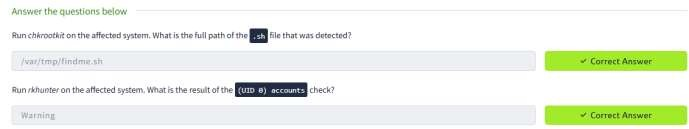 Answer the questions below
Run chkrootkit on the affected system. What is the full path of the .sh file that was detected?
/var/tmp/findme.sh
✓ Correct Answer
Run rkhunter on the affected system. What is the result of the (UID 0) accounts check?
Warning
✓ Correct Answer